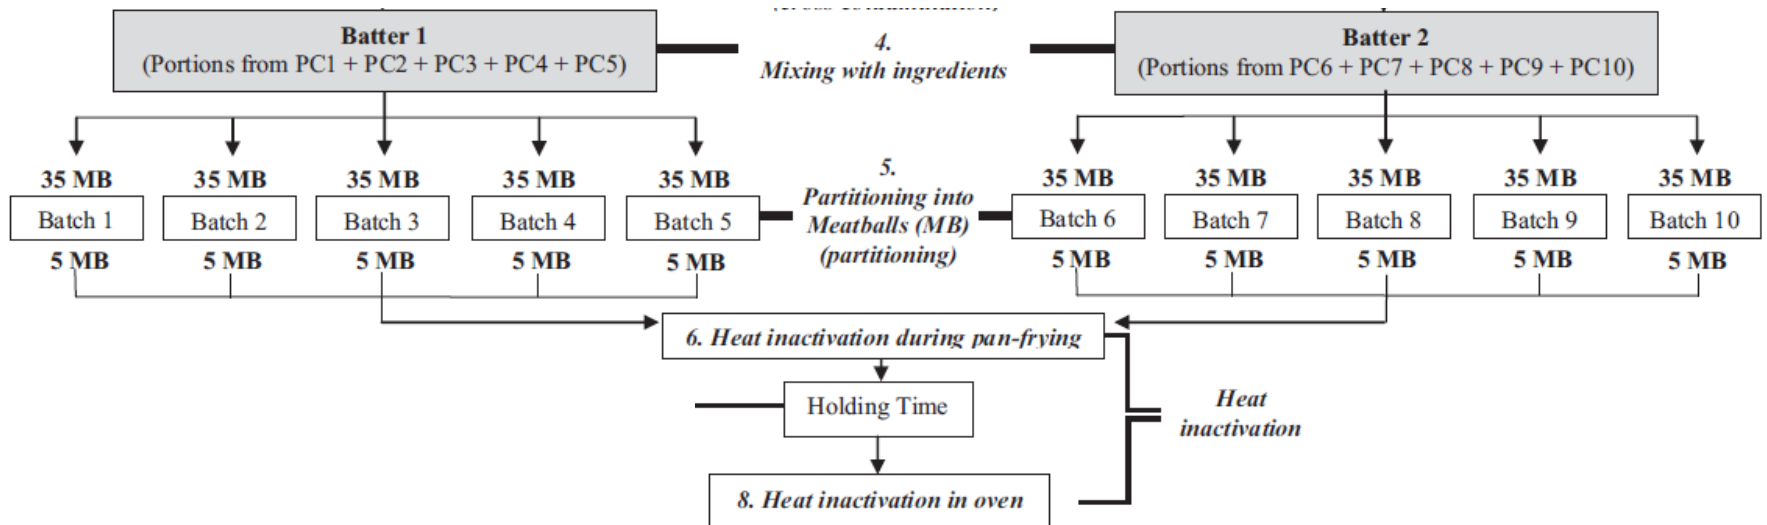 Batter 1
(Portions from PC1 + PC2 + PC3 + PC4 + PC5)
4.
Mixing with ingredients
Batter 2
(Portions from PC6 + PC7 + PC8 + PC9 + PC10)
35 MB 35 MB 35 MB 35 MB 35 MB
Batch 1 Batch 2 Batch 3 Batch 4 Batch 5
5 MB 5 MB 5 MB 5 MB 5 MB
5.
Partitioning into
Meatballs (MB)
(partitioning)
35 MB 35 MB 35 MB 35 MB 35 MB
Batch 6 Batch 7 Batch 8 Batch 9 Batch 10
5 MB 5 MB 5 MB 5 MB 5 MB
6. Heat inactivation during pan-frying
Holding Time
Heat
inactivation
8. Heat inactivation in oven